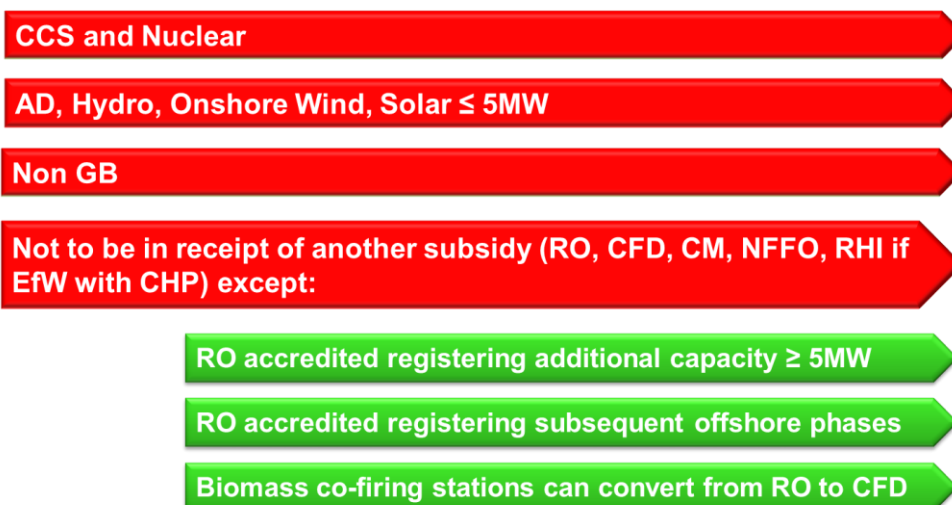 CCS and Nuclear
AD, Hydro, Onshore Wind, Solar ≤ 5MW
Non GB
Not to be in receipt of another subsidy (RO, CFD, CM, NFFO, RHI if
EfW with CHP) except:
RO accredited registering additional capacity ≥ 5MW
RO accredited registering subsequent offshore phases
Biomass co-firing stations can convert from RO to CFD